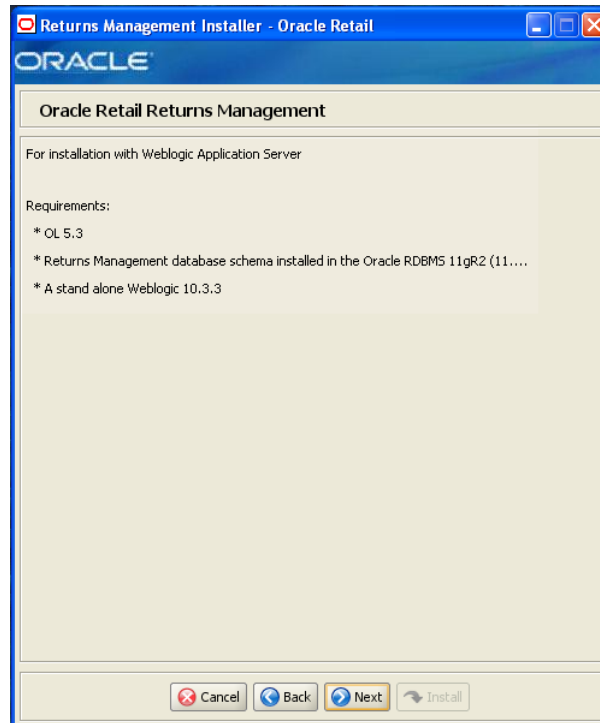 Returns Management Installer - Oracle Retail
ORACLE
Oracle Retail Returns Management
For installation with Weblogic Application Server
Requirements:
* OL 5.3
* Returns Management database schema installed in the Oracle RDBMS 11gR2 (11....
* A stand alone Weblogic 10.3.3
Cancel Back Next Install